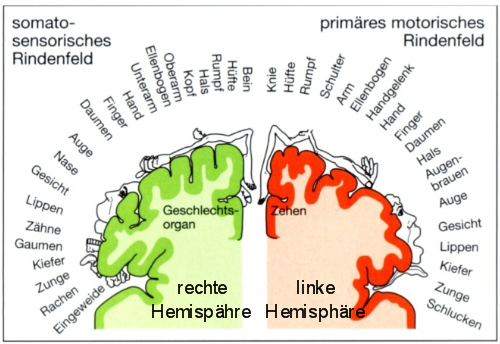 somato-
sensorisches
Rindenfeld
primäres motorisches
Rindenfeld
Eingeweide
Rachen
Zunge
Kiefer
Gaumen
Zähne
Lippen
Gesicht
Nase
Auge
Daumen
Finger
Hand
Unterarm
Ellenbogen
Oberarm
Kopf
Hals
Rumpf
Hüfte
Bein
Knie
Hüfte
Rumpf
Schulter
Arm
Ellenbogen
Handgelenk
Hand
Finger
Daumen
Hals
Augen-
brauen
Auge
Gesicht
Lippen
Kiefer
Zunge
Schlucken
Geschlechts-
organ
Zehen
rechte
Hemispähre
linke
Hemisphäre